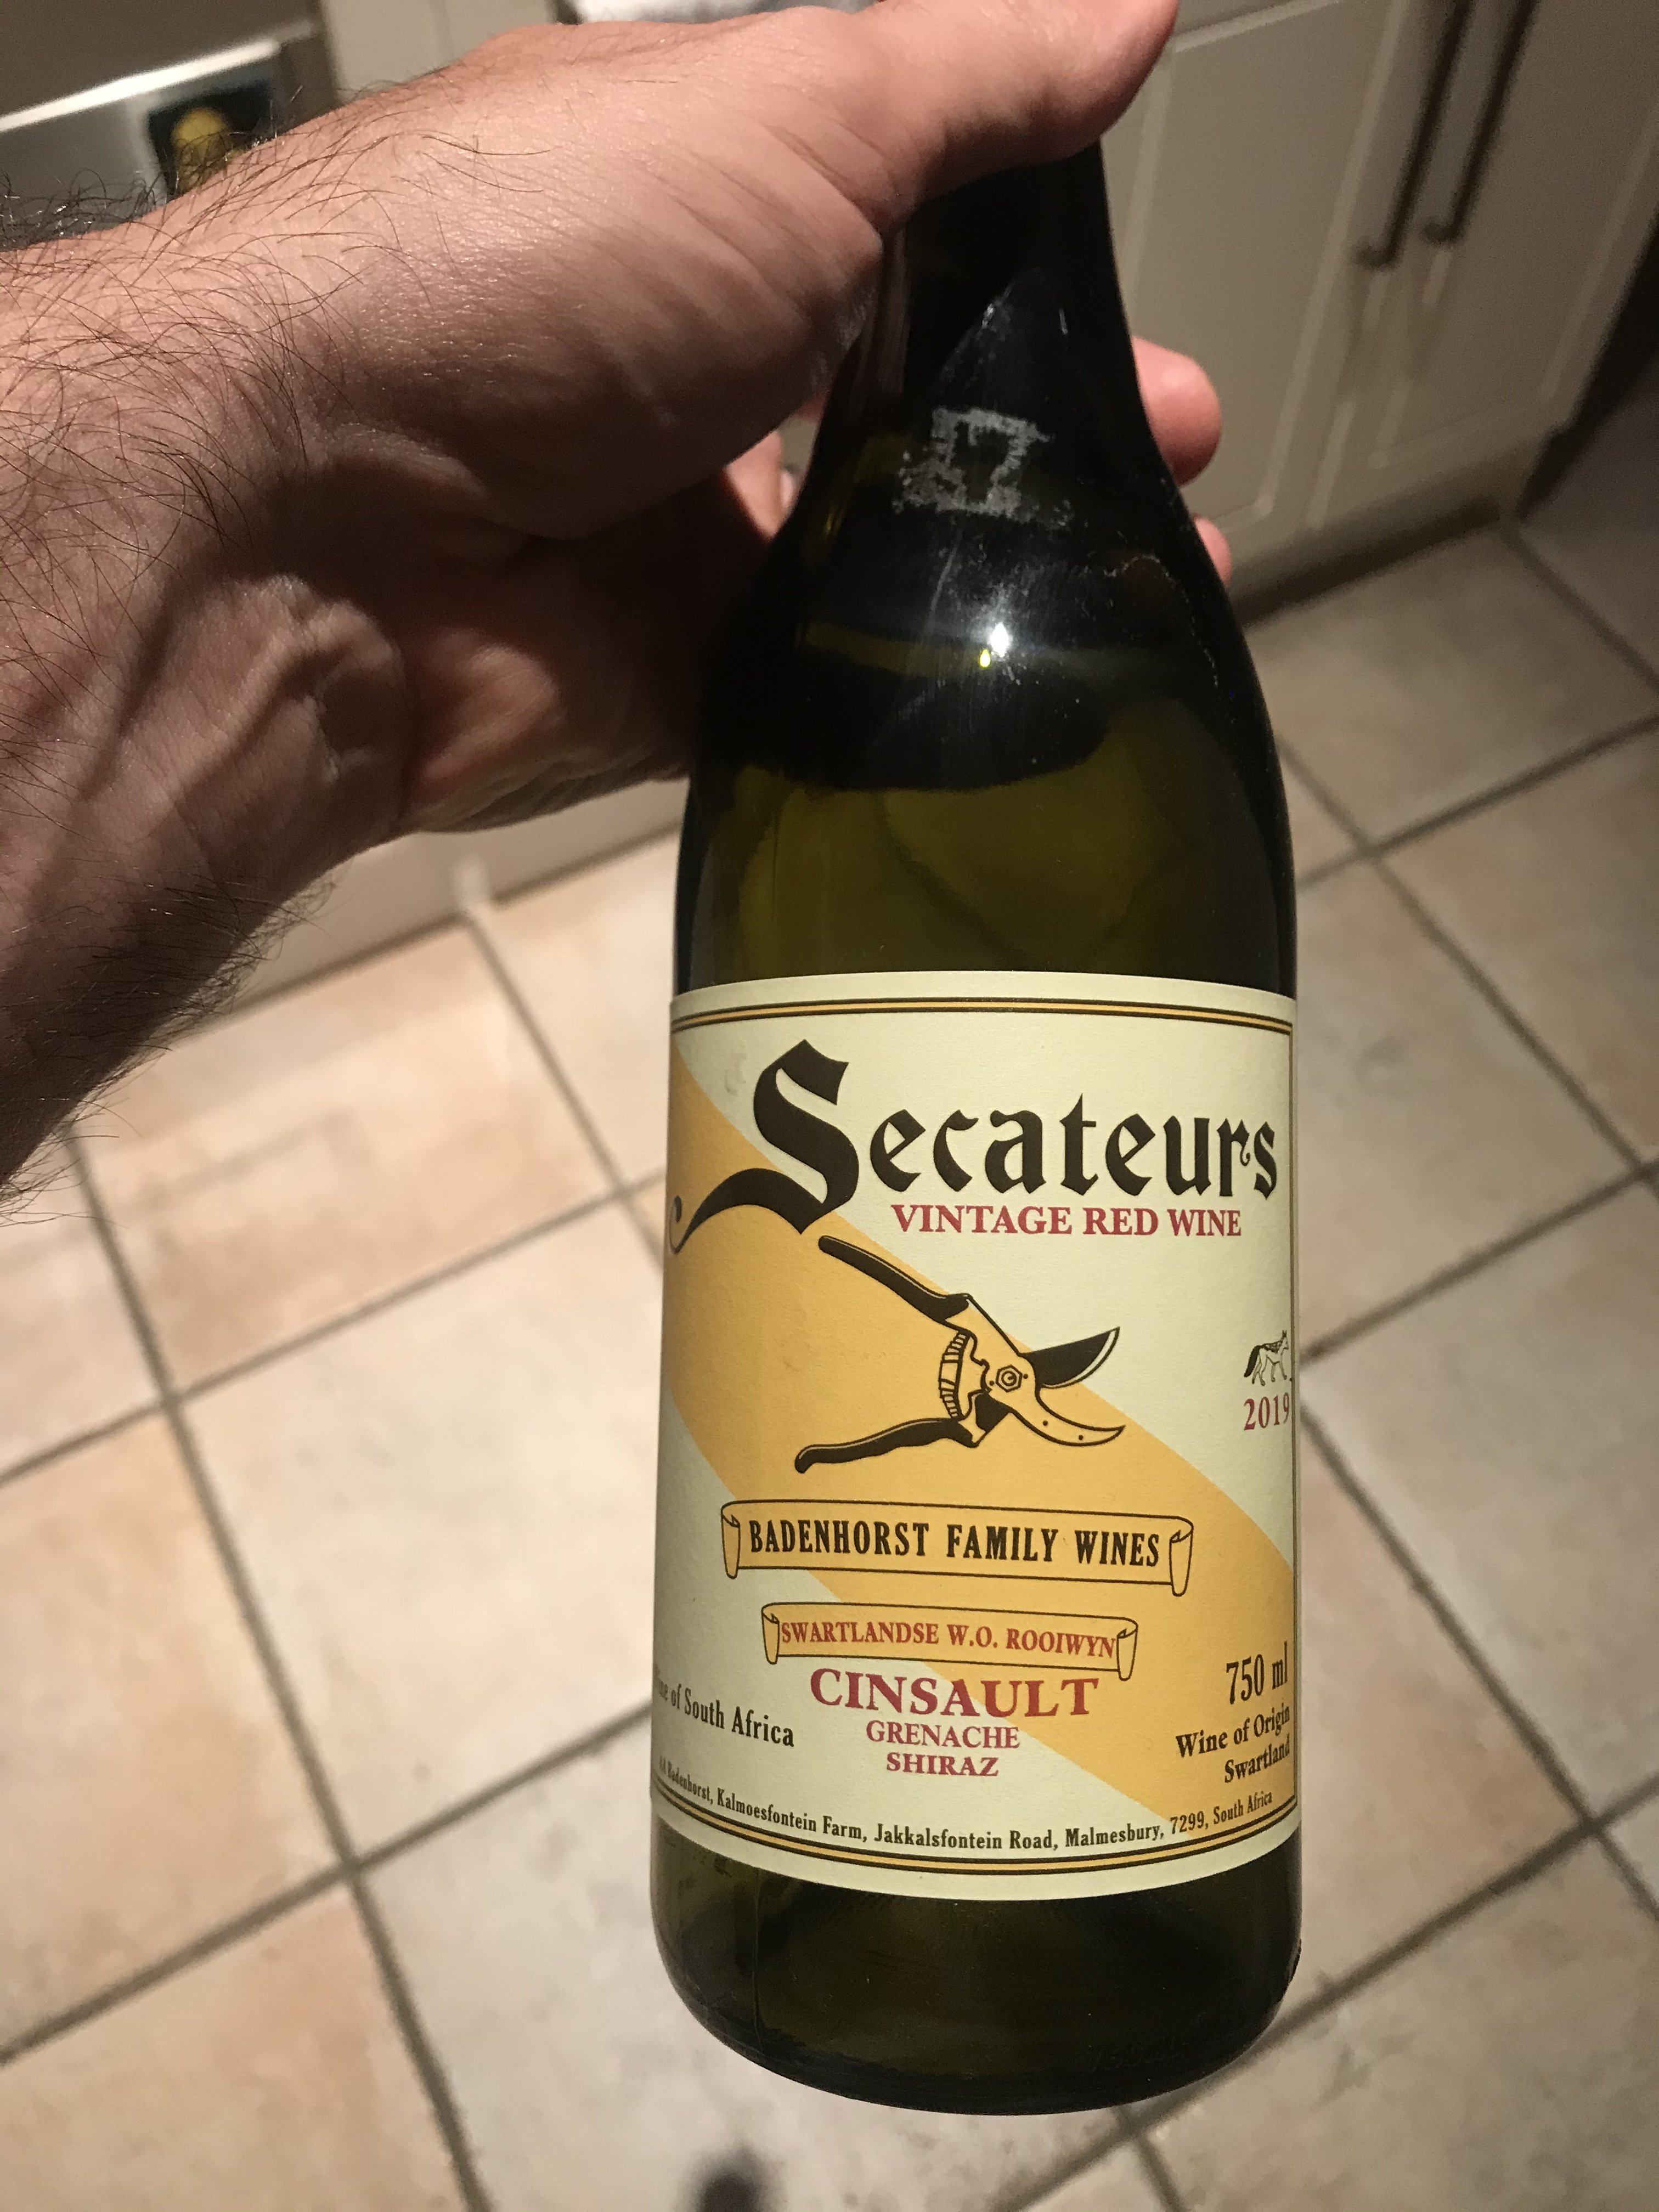 Secateurs
VINTAGE RED WINE
2019
BADENHORST FAMILY WINES
SWARTLANDSE W.O. ROOIWYN
CINSAULT
GRENACHE
SHIRAZ
of South Africa
750 ml
Wine of Origin
Swartland
Badenhorst, Kalmoesfontein Farm, Jakkalsfontein Road, Malmesbury, 7299, South Africa